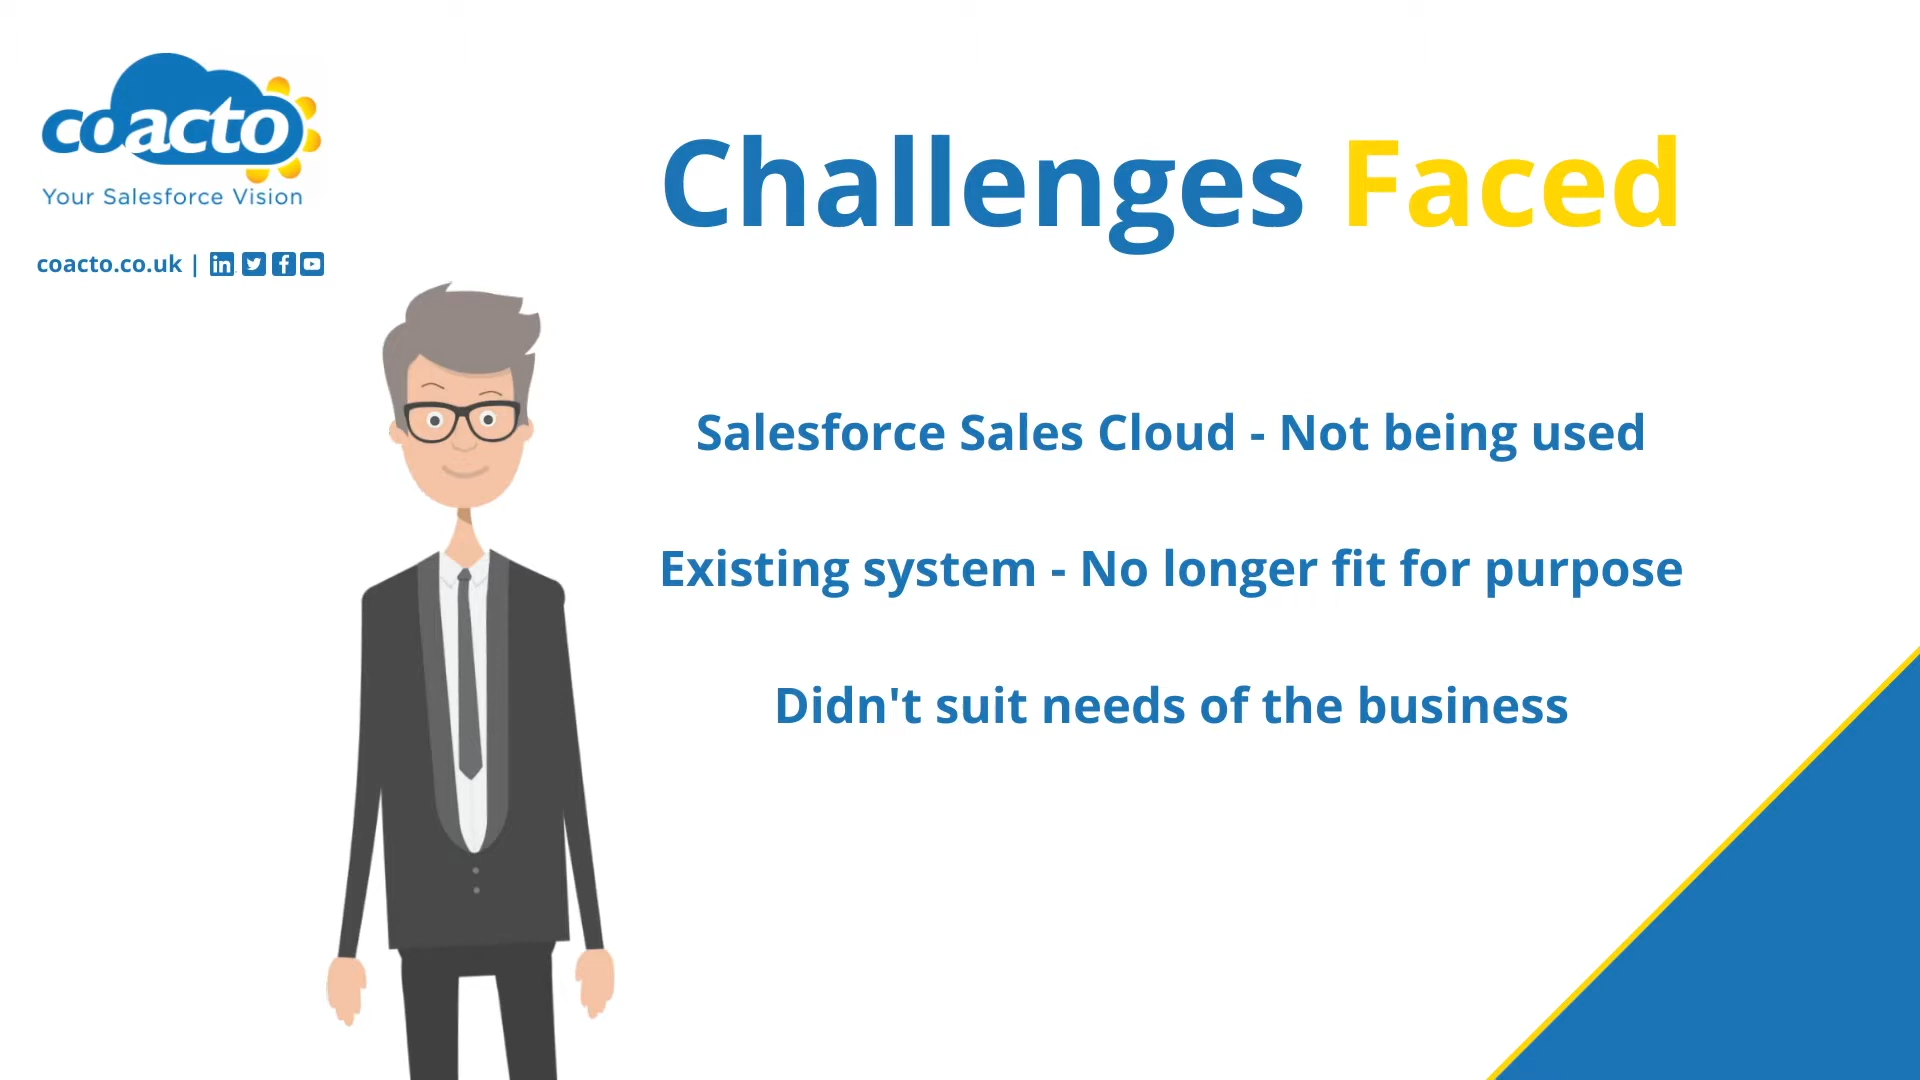 coacto
Your Salesforce Vision
coacto.co.uk |
Challenges Faced
Salesforce Sales Cloud - Not being used
Existing system - No longer fit for purpose
Didn't suit needs of the business